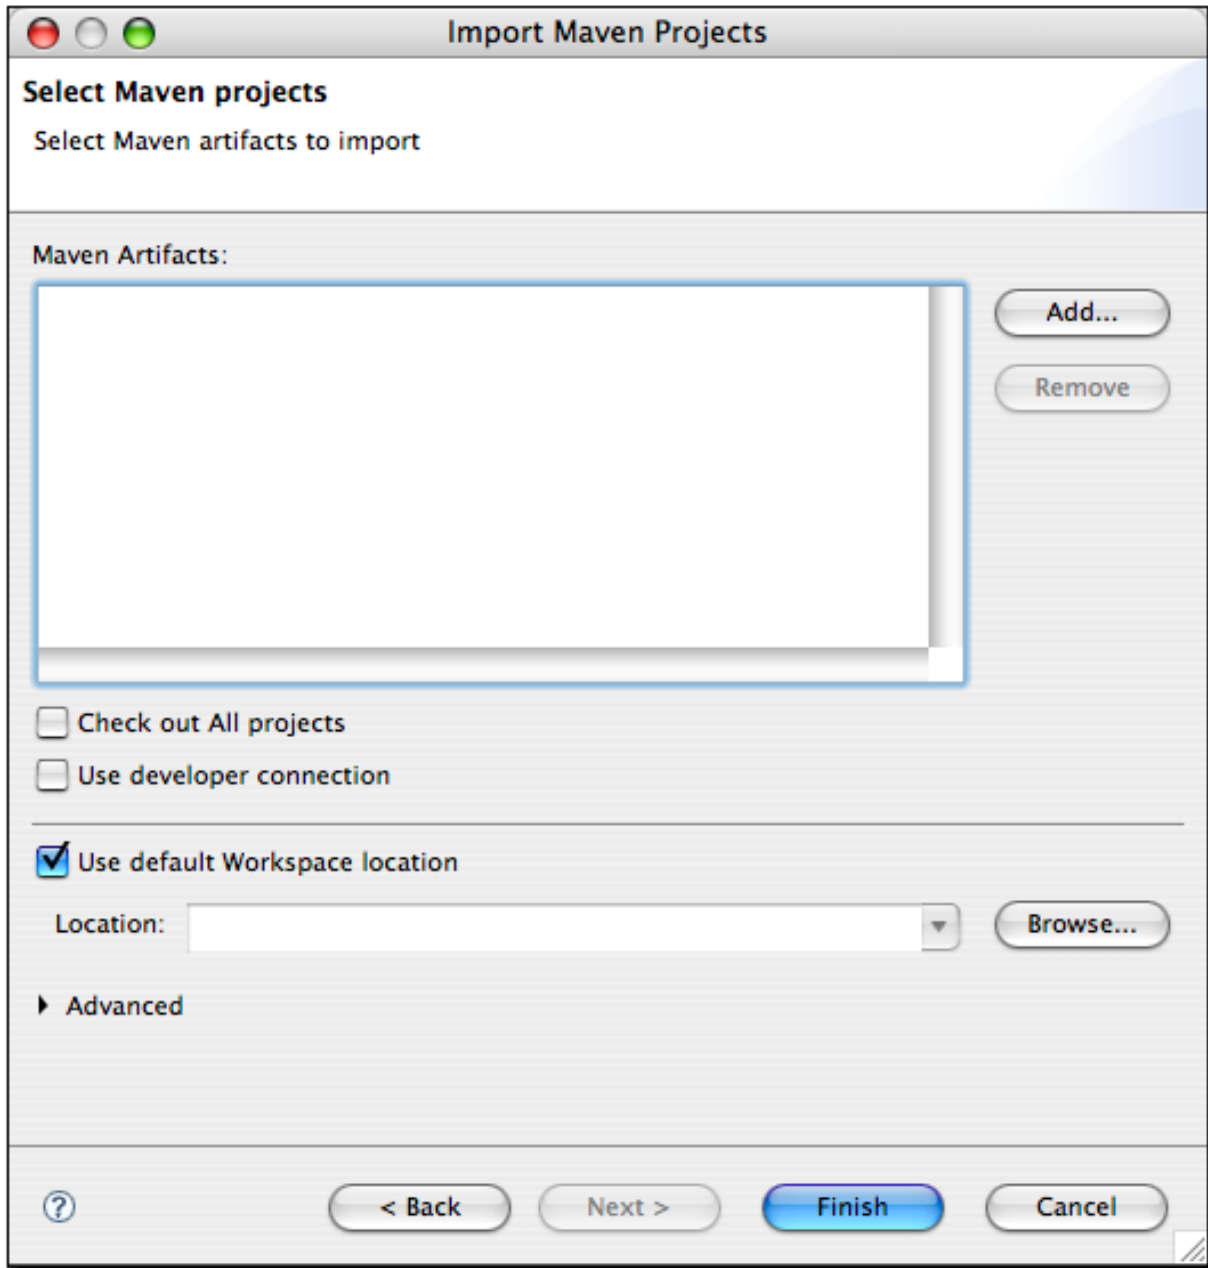 Import Maven Projects
Select Maven projects
Select Maven artifacts to import
Maven Artifacts:
Add...
Remove
Check out All projects
Use developer connection
Use default Workspace location
Location:
Browse...
Advanced
? < Back Next > Finish Cancel